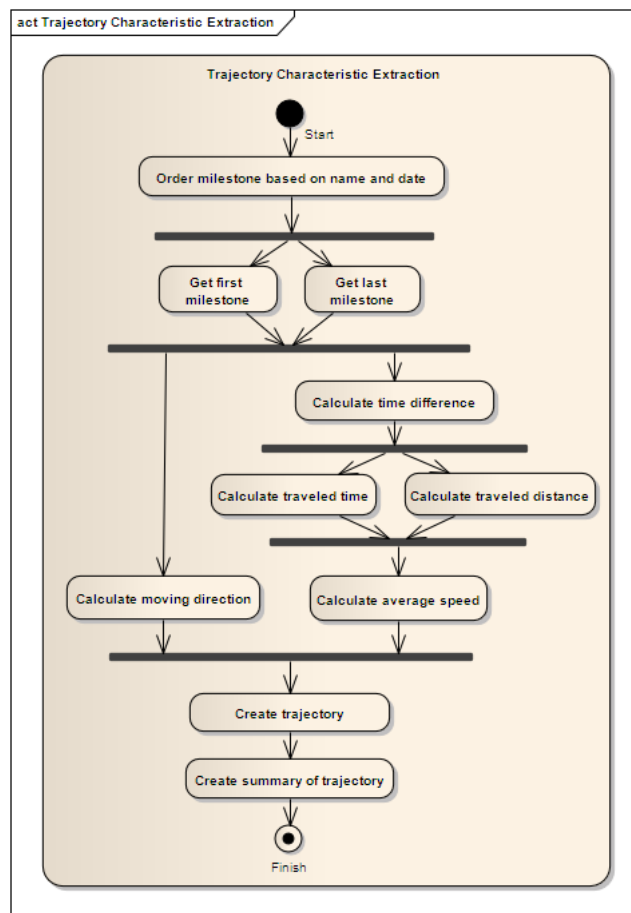 act Trajectory Characteristic Extraction
Trajectory Characteristic Extraction
Start
Order milestone based on name and date
Get first
milestone
Get last
milestone
Calculate time difference
Calculate traveled time
Calculate traveled distance
Calculate moving direction
Calculate average speed
Create trajectory
Create summary of trajectory
Finish